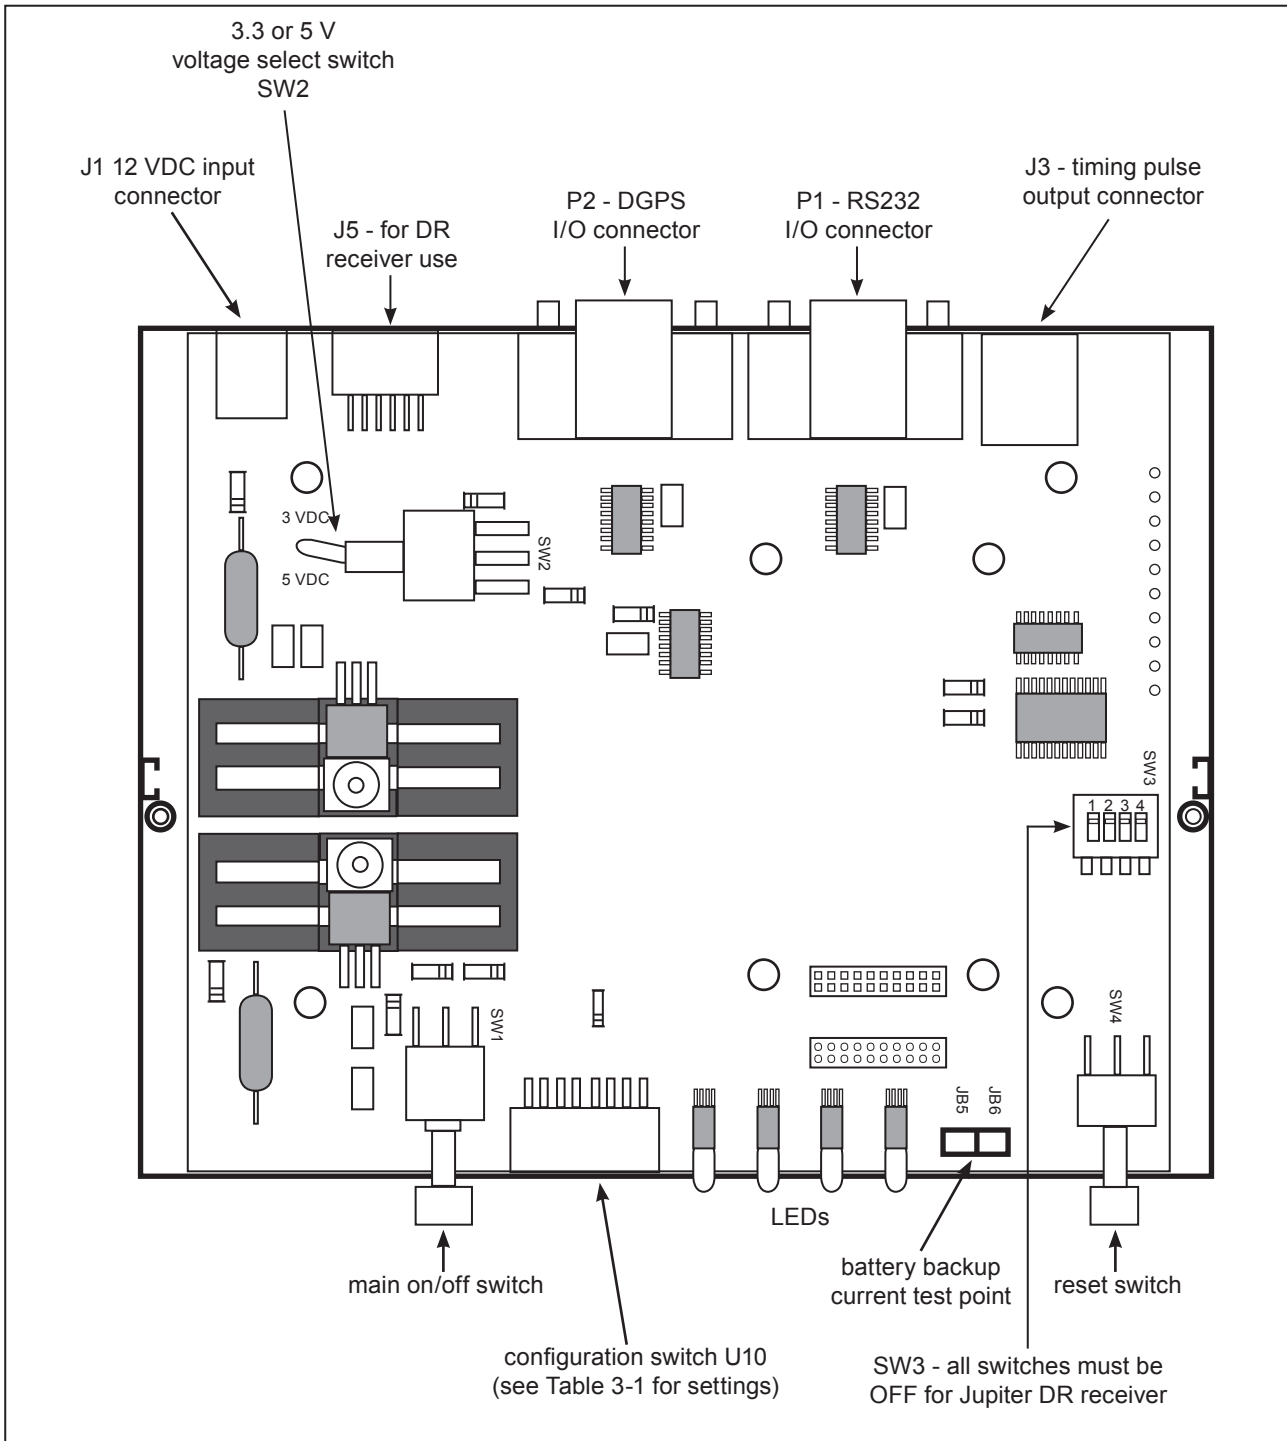 3.3 or 5 V
voltage select switch
SW2
J1 12 VDC input
connector
J5 - for DR
receiver use
P2 - DGPS
I/O connector
P1 - RS232
I/O connector
J3 - timing pulse
output connector
3 VDC
5 VDC
SW2
SW3
1 2 3 4
SW1
SW4
JB5
JB6
LEDs
main on/off switch
battery backup
current test point
reset switch
configuration switch U10
(see Table 3-1 for settings)
SW3 - all switches must be
OFF for Jupiter DR receiver